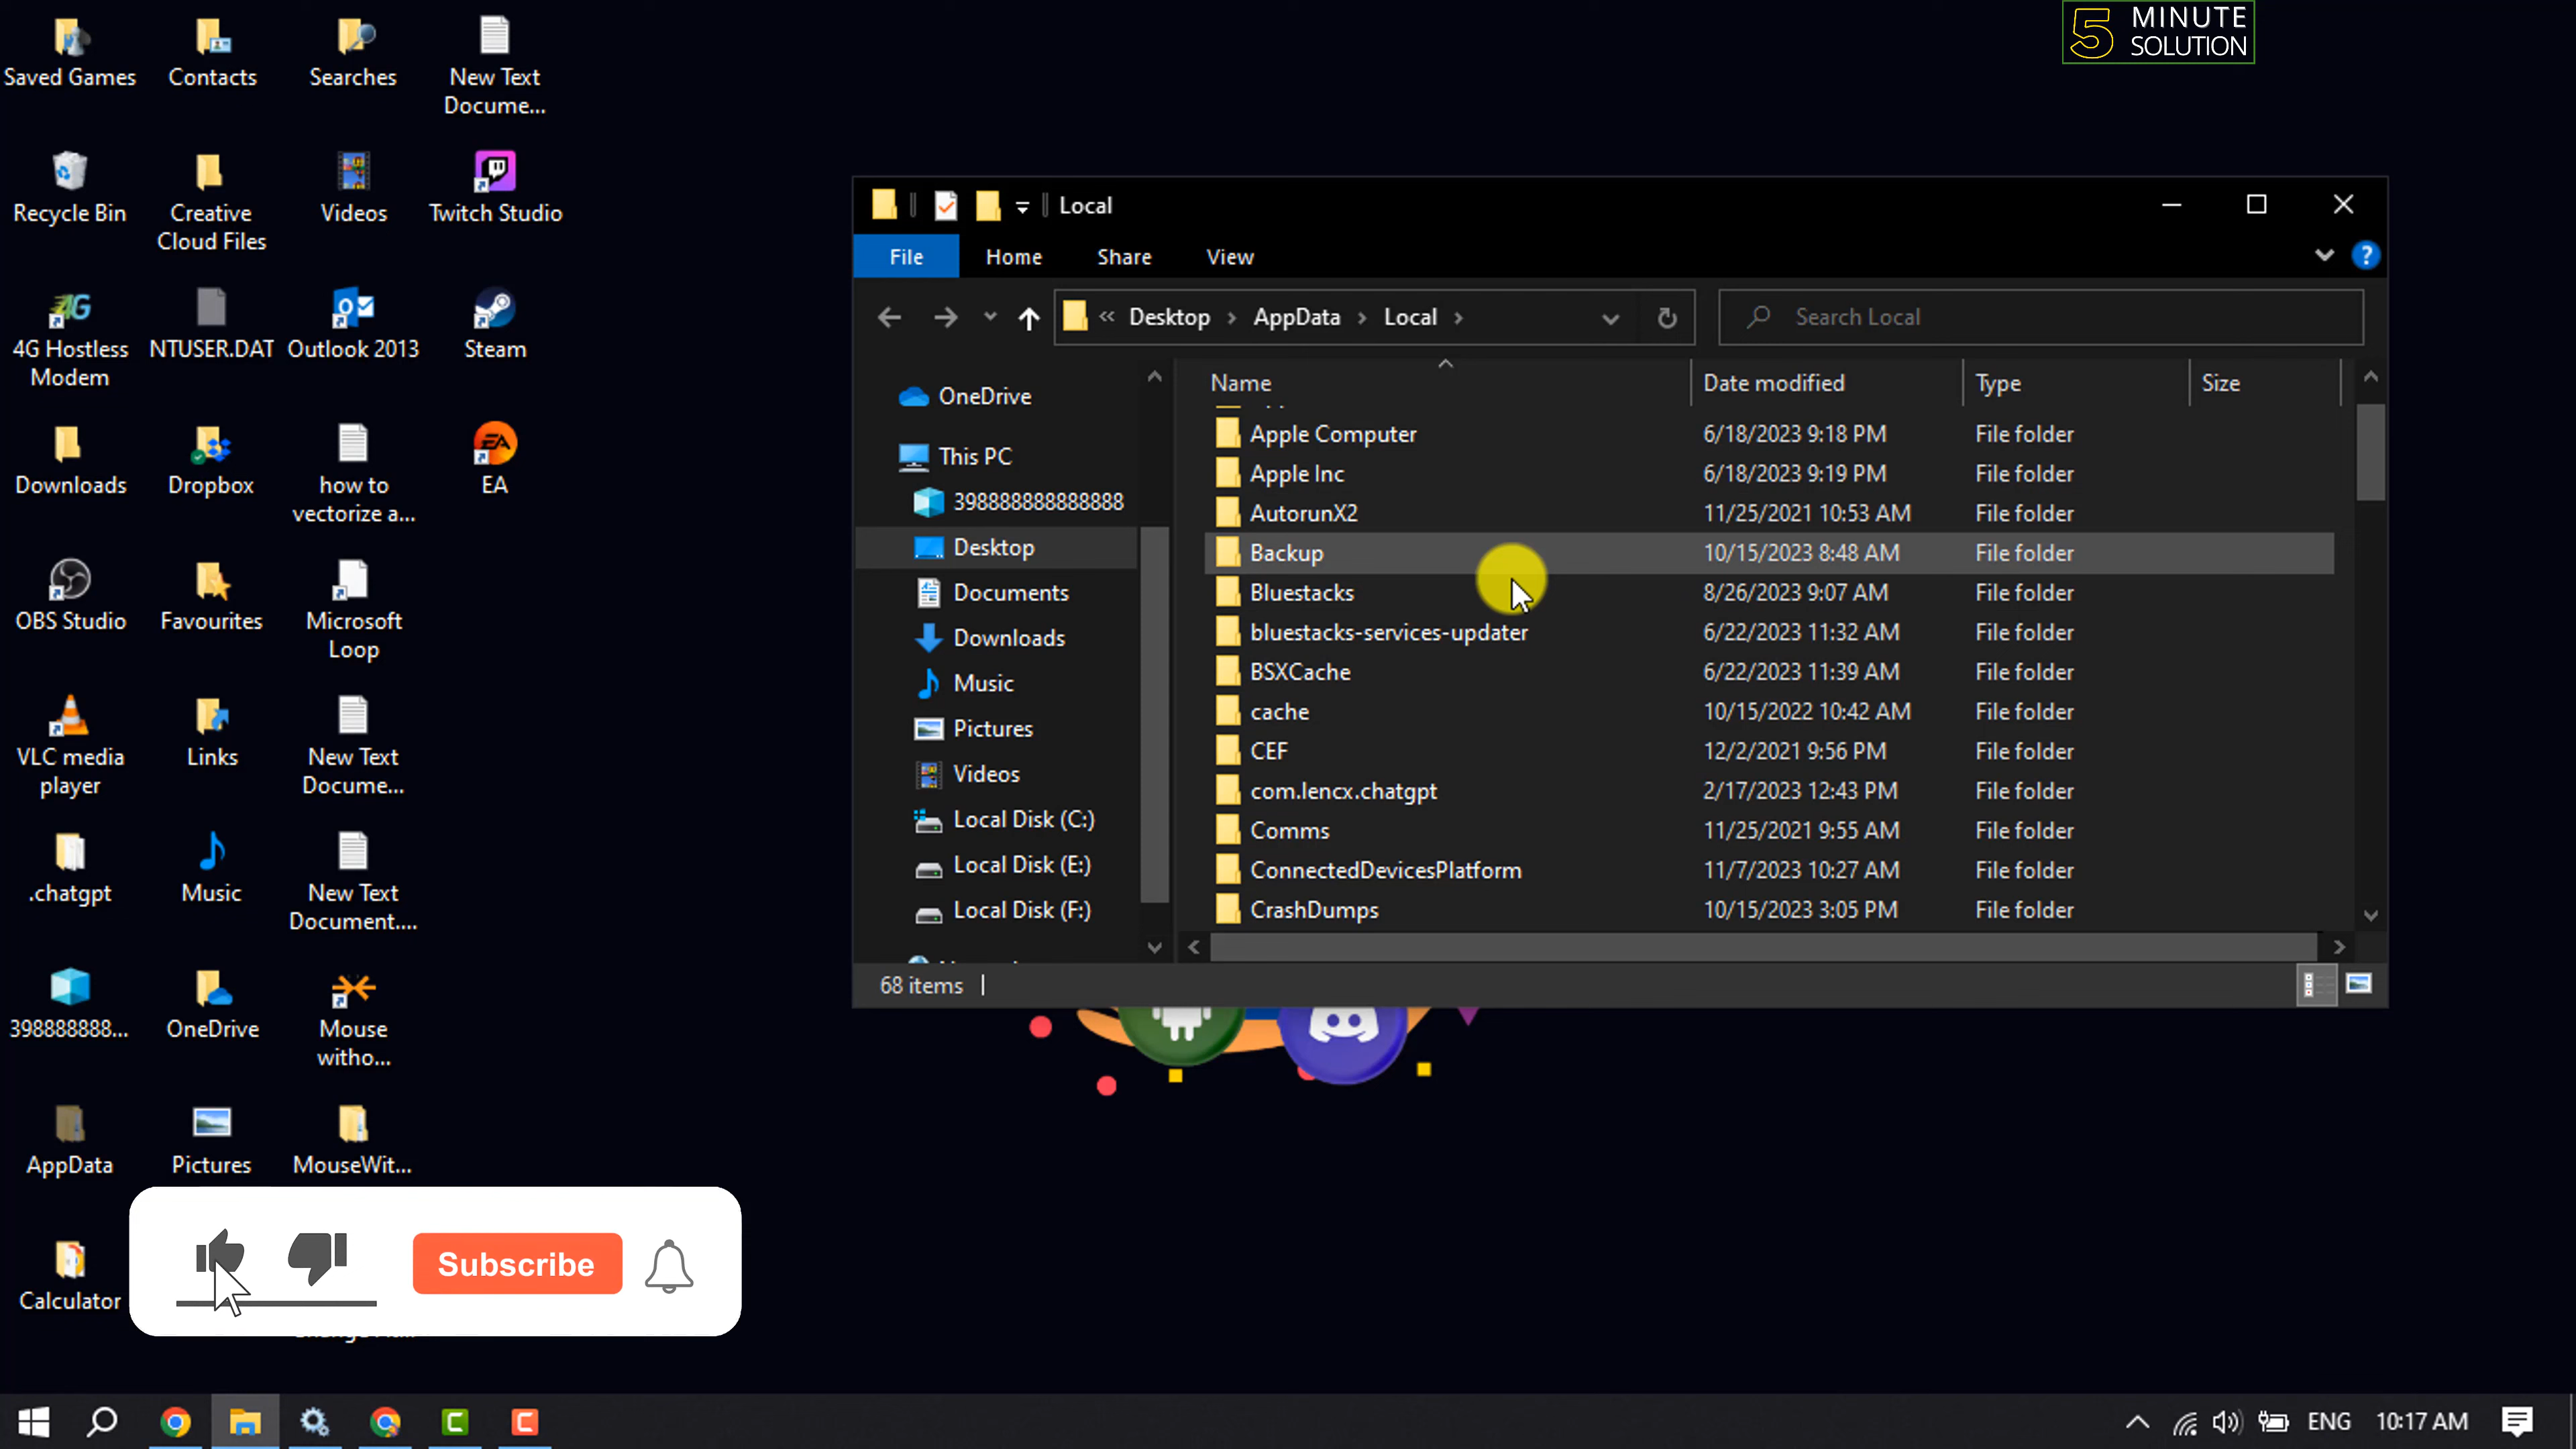 5 MINUTE
SOLUTION
Saved Games
Contacts
Searches
New Text
Docume...
Recycle Bin
Creative
Cloud Files
Videos
Twitch Studio
4G Hostless
Modem
NTUSER.DAT
Outlook 2013
Steam
Downloads
Dropbox
how to
vectorize a...
EA
OBS Studio
Favourites
Microsoft
Loop
VLC media
player
Links
New Text
Docume...
.chatgpt
Music
New Text
Document....
398888888...
OneDrive
Mouse
witho...
AppData
Pictures
MouseWit...
Calculator
Subscribe
Local
File Home Share View
« Desktop › AppData › Local ›
Search Local
OneDrive
This PC
398888888888888
Desktop
Documents
Downloads
Music
Pictures
Videos
Local Disk (C:)
Local Disk (E:)
Local Disk (F:)
Name Date modified Type Size
Apple Computer 6/18/2023 9:18 PM File folder
Apple Inc 6/18/2023 9:19 PM File folder
AutorunX2 11/25/2021 10:53 AM File folder
Backup 10/15/2023 8:48 AM File folder
Bluestacks 8/26/2023 9:07 AM File folder
bluestacks-services-updater 6/22/2023 11:32 AM File folder
BSXCache 6/22/2023 11:39 AM File folder
cache 10/15/2022 10:42 AM File folder
CEF 12/2/2021 9:56 PM File folder
com.lencx.chatgpt 2/17/2023 12:43 PM File folder
Comms 11/25/2021 9:55 AM File folder
ConnectedDevicesPlatform 11/7/2023 10:27 AM File folder
CrashDumps 10/15/2023 3:05 PM File folder
68 items
ENG 10:17 AM